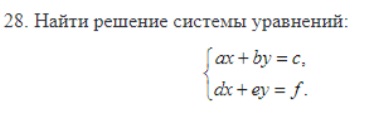 28. Найти решение системы уравнений:
ax + by = c,
dx + ey = f.